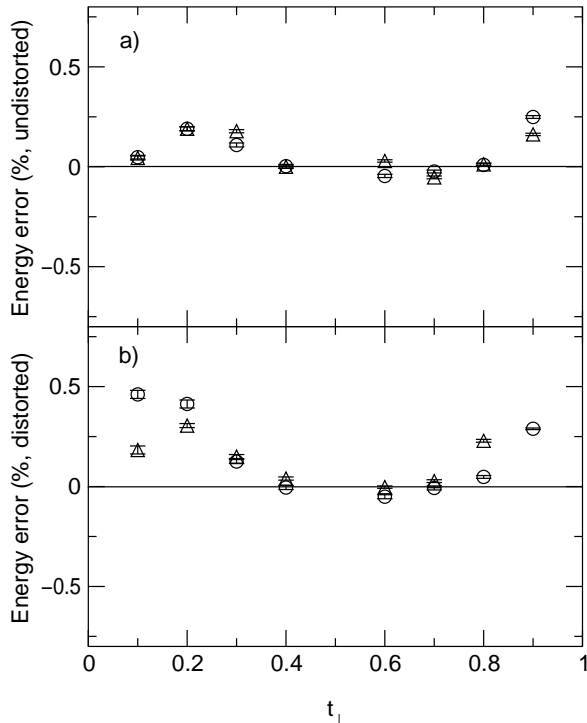 a)
Energy error (%, undistorted)
0.5
0
−0.5
b)
Energy error (%, distorted)
0.5
0
−0.5
0 0.2 0.4 0.6 0.8 1
t⊥